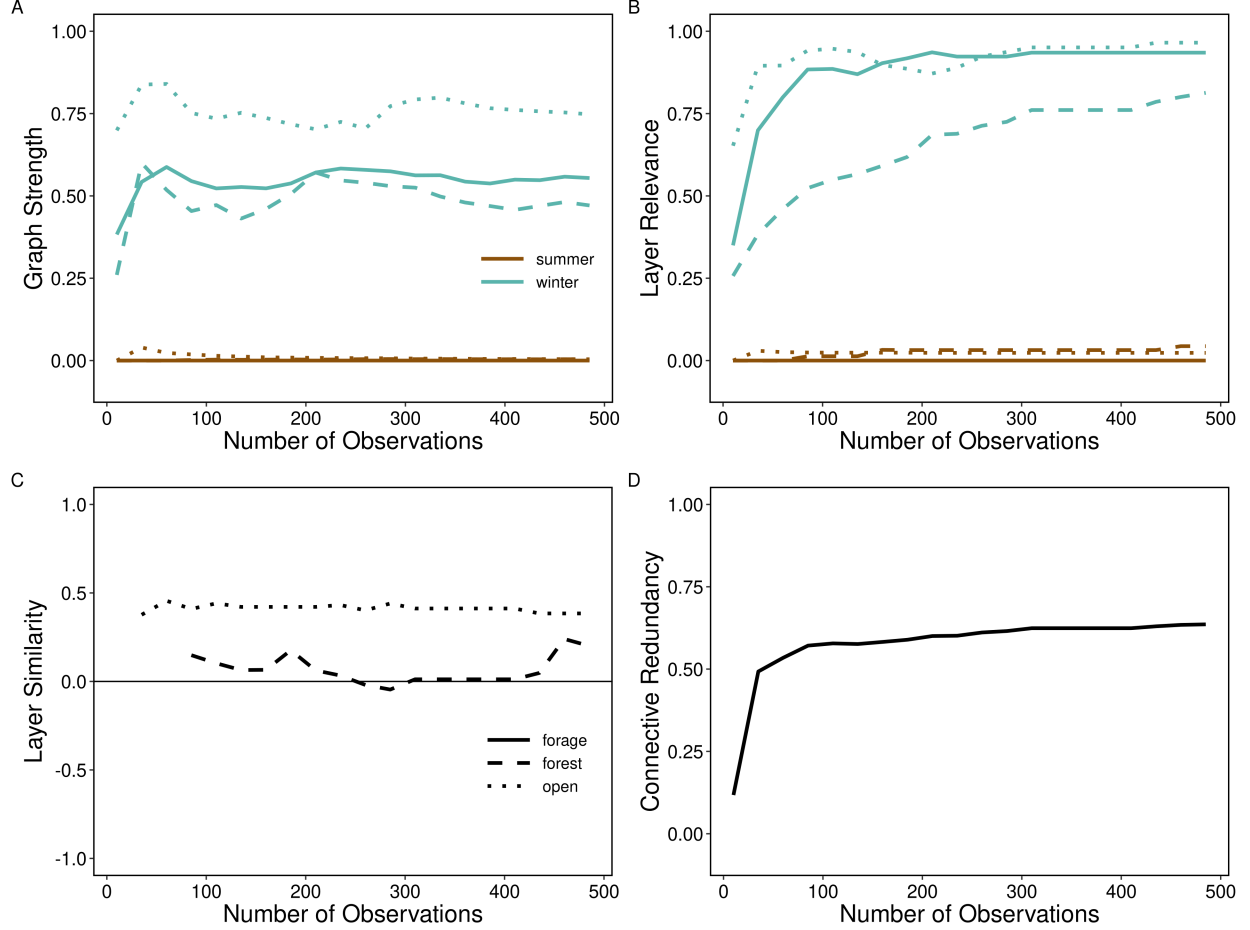 A
1.00
0.75
0.50
0.25
0.00
Graph Strength
summer
winter
0 100 200 300 400 500
Number of Observations
B
1.00
0.75
0.50
0.25
0.00
Layer Relevance
0 100 200 300 400 500
Number of Observations
C
1.0
0.5
0.0
-0.5
-1.0
Layer Similarity
forage
forest
open
0 100 200 300 400 500
Number of Observations
D
1.00
0.75
0.50
0.25
0.00
Connective Redundancy
0 100 200 300 400 500
Number of Observations